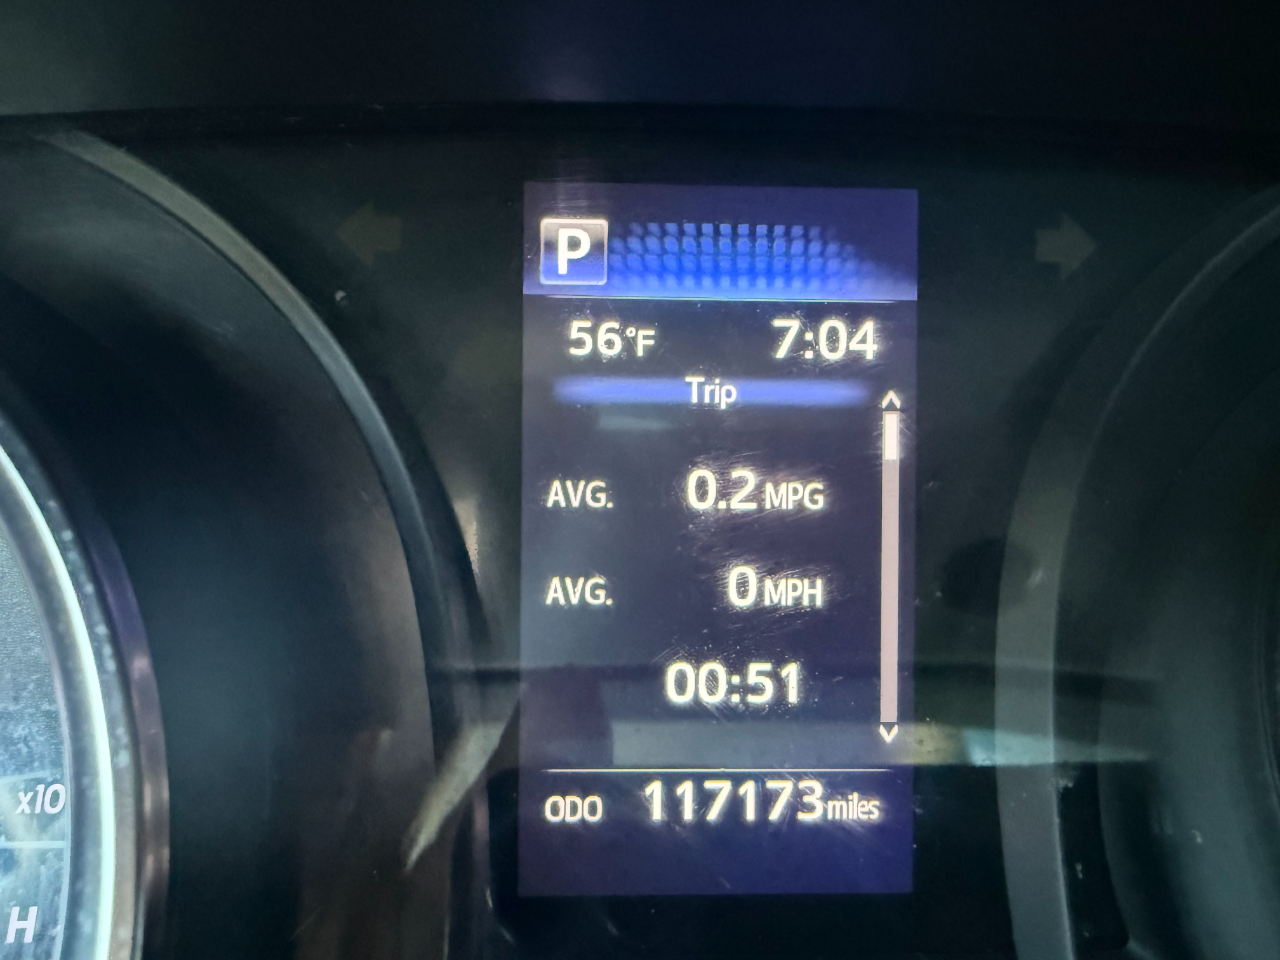 P
56°F 7:04
Trip
AVG. 0.2 MPG
AVG. 0 MPH
00:51
ODO 117173 miles
x10
H